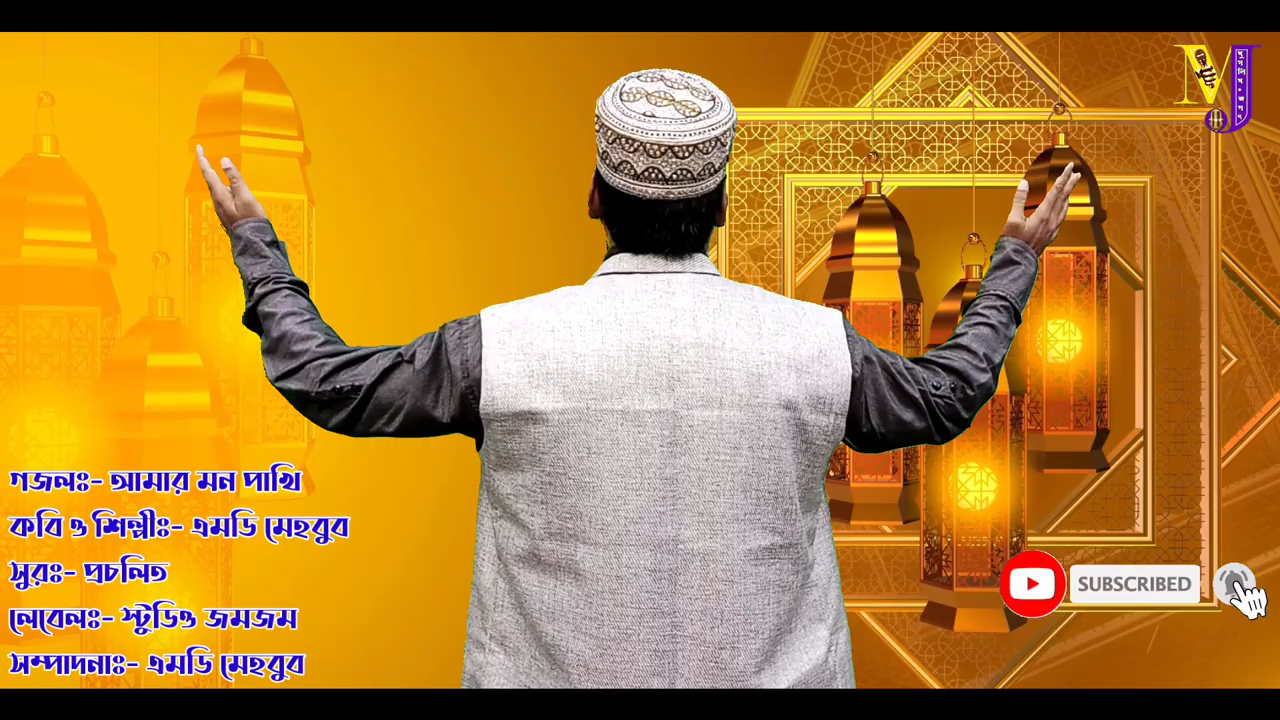 গজলঃ- আমার মন পাখি
কবি ও শিল্পীঃ- এমডি মেহবুব
সুরঃ- প্রচলিত
লেবেলঃ- স্টুডিও জমজম
সম্পাদনাঃ- এমডি মেহবুব
SUBSCRIBED